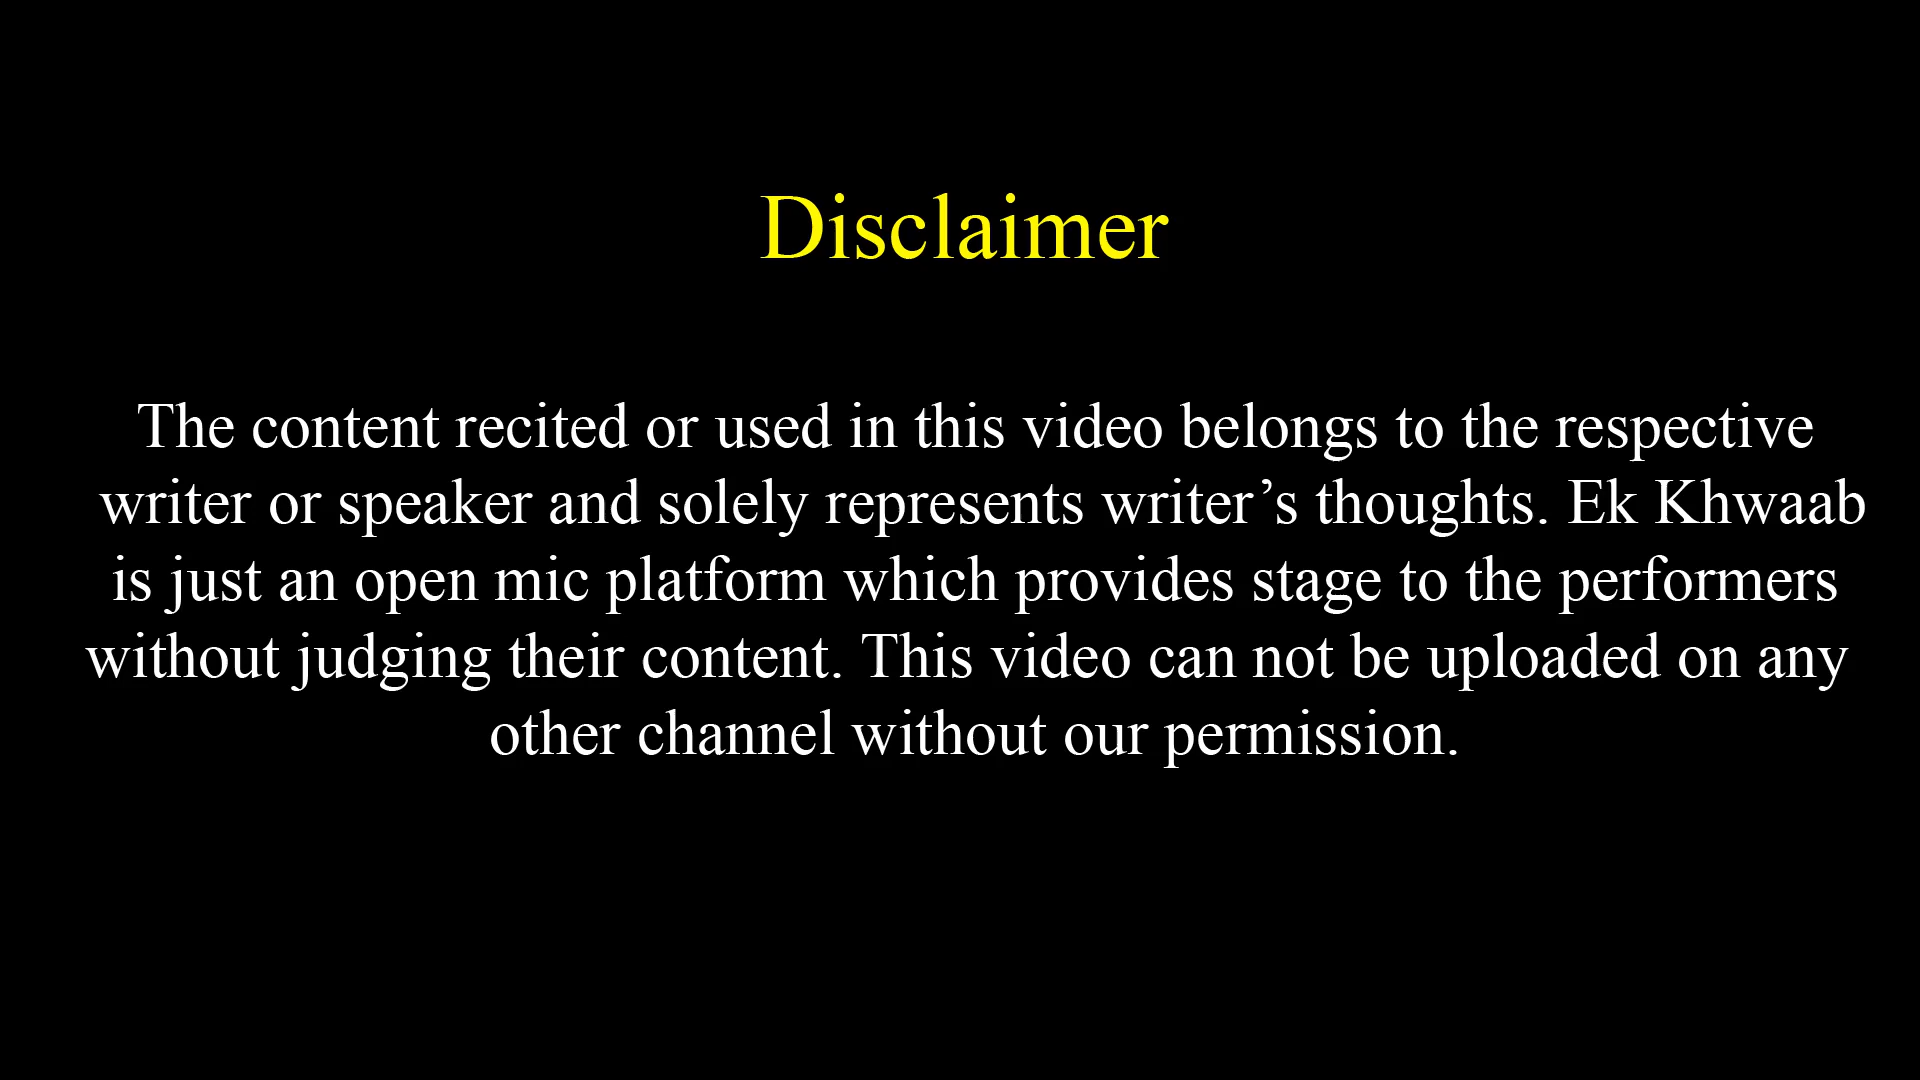 Disclaimer
The content recited or used in this video belongs to the respective
writer or speaker and solely represents writer’s thoughts. Ek Khwaab
is just an open mic platform which provides stage to the performers
without judging their content. This video can not be uploaded on any
other channel without our permission.